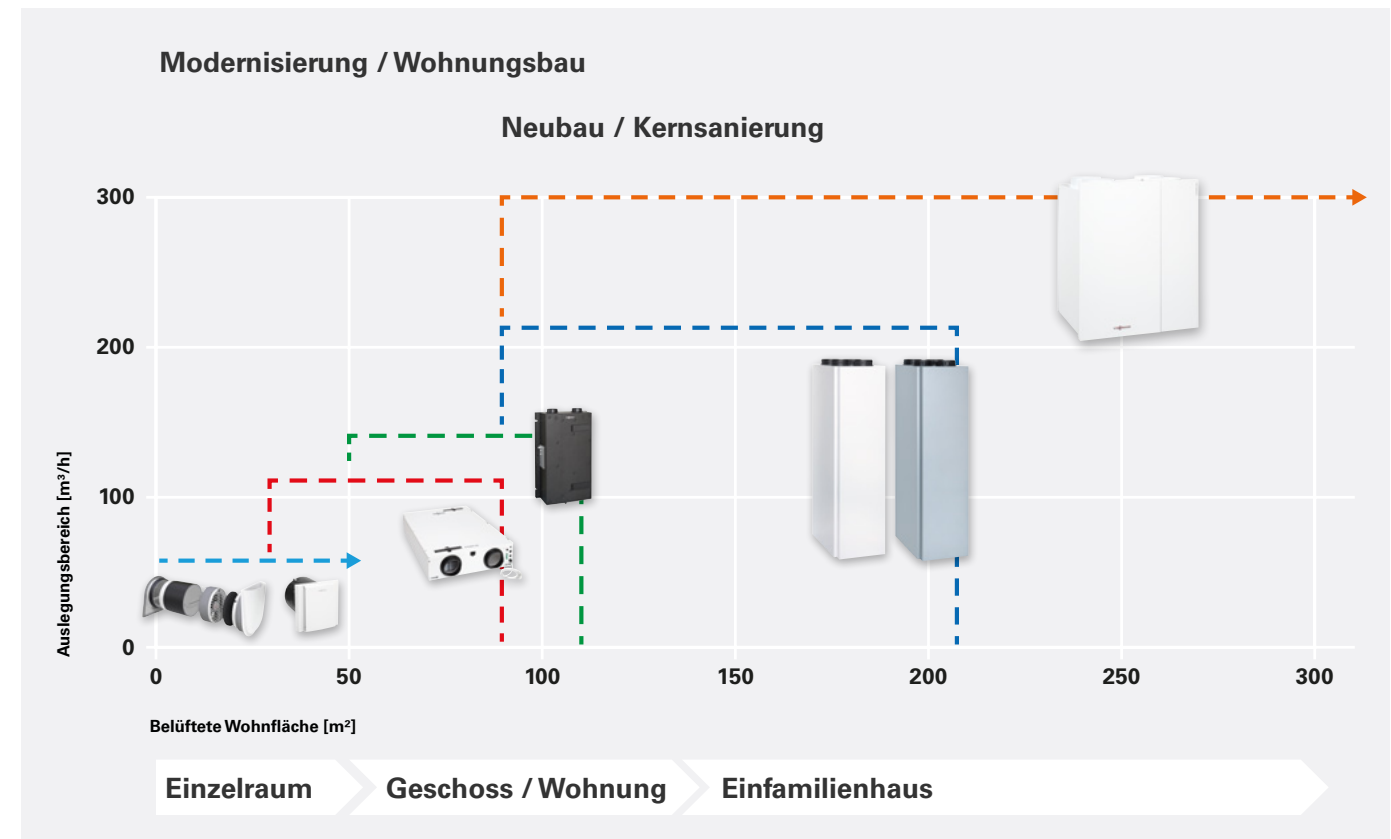 Modernisierung / Wohnungsbau
Neubau / Kernsanierung
300
200
100
0
Auslegungsbereich [m³/h]
0 50 100 150 200 250 300
Belüftete Wohnfläche [m²]
Einzelraum Geschoss / Wohnung Einfamilienhaus